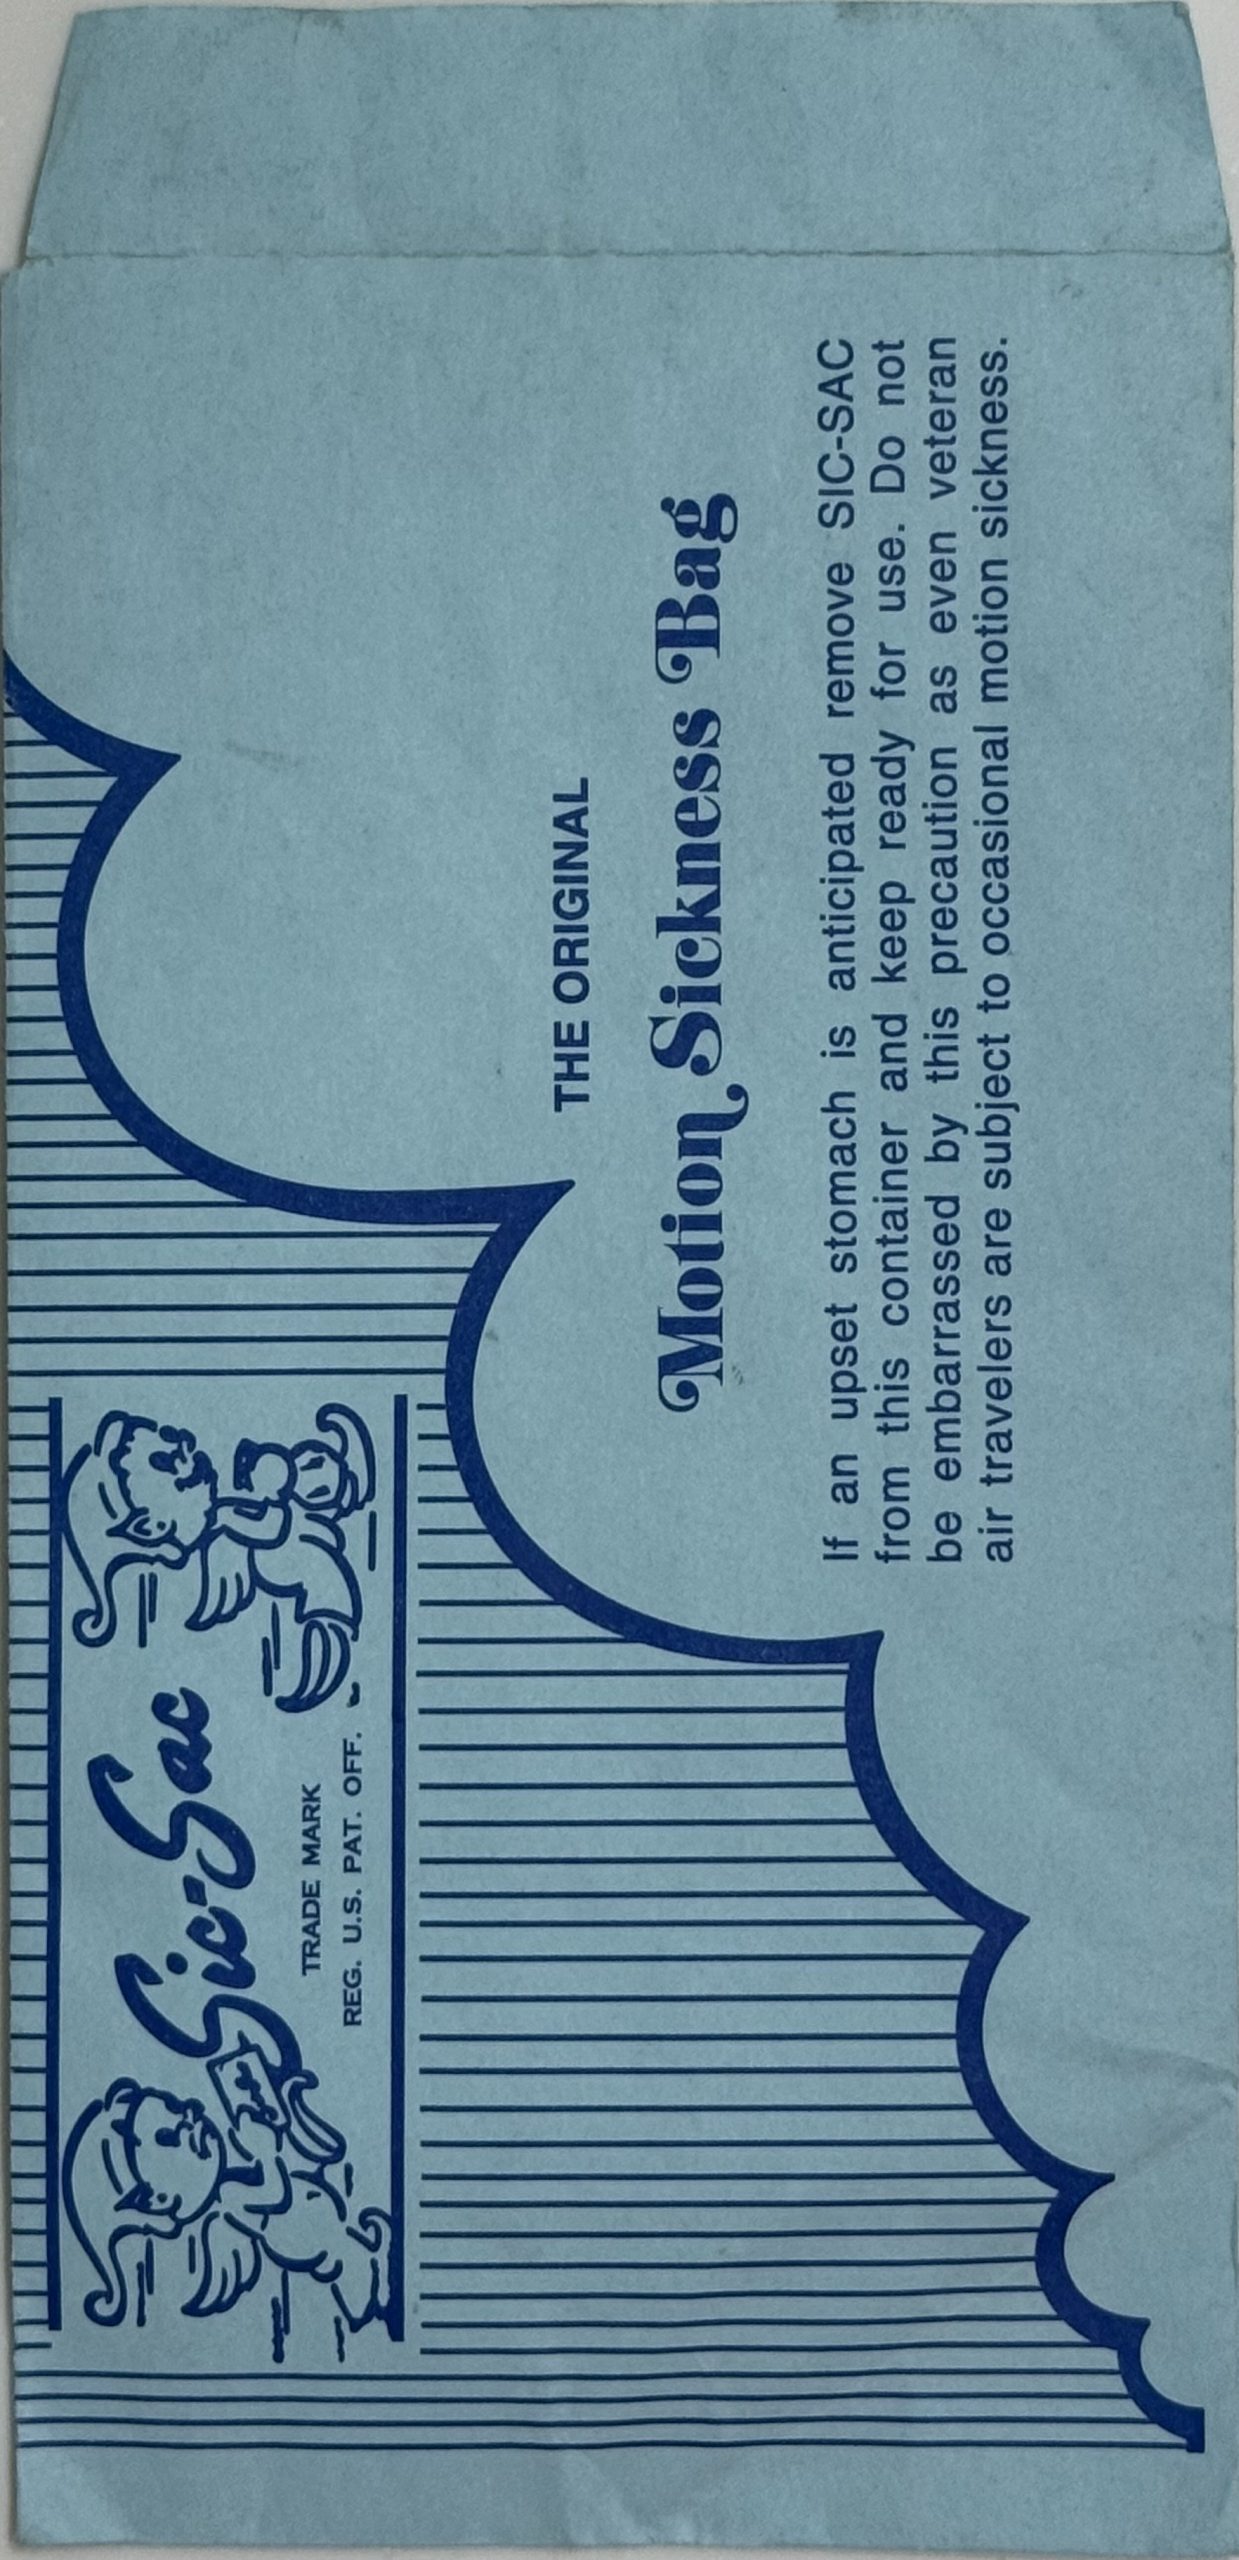 Sic-Sac
TRADE MARK
REG. U.S. PAT. OFF.
THE ORIGINAL
Motion Sickness Bag
If an upset stomach is anticipated remove SIC-SAC
from this container and keep ready for use. Do not
be embarrassed by this precaution as even veteran
air travelers are subject to occasional motion sickness.